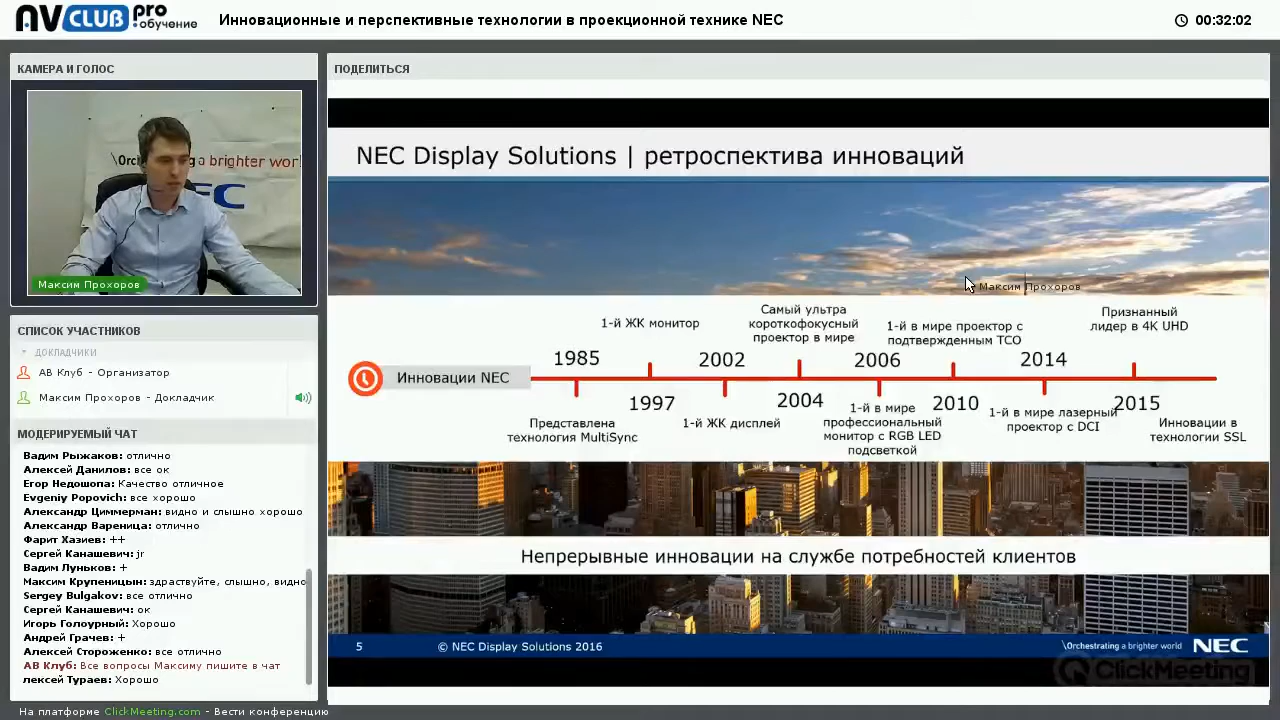 AV CLUB pro
.обучение
Инновационные и перспективные технологии в проекционной технике NEC
00:32:02
КАМЕРА И ГОЛОС
\Orchestrating a brighter worl
NEC
Максим Прохоров
СПИСОК УЧАСТНИКОВ
ДОКЛАДЧИКИ
АВ Клуб - Организатор
Максим Прохоров - Докладчик
МОДЕРИРУЕМЫЙ ЧАТ
Вадим Рыжаков: отлично
Алексей Данилов: все ок
Егор Недошопа: Качество отличное
Evgeniy Popovich: все хорошо
Александр Циммерман: видно и слышно хорошо
Александр Вареница: отлично
Фарит Хазиев: ++
Сергей Канашевич: jr
Вадим Луньков: +
Максим Крупеницын: здраствуйте, слышно, видно
Sergey Bulgakov: все отлично
Сергей Канашевич: ок
Игорь Голоурный: Хорошо
Андрей Грачев: +
Алексей Стороженко: все отлично
АВ Клуб: Все вопросы Максиму пишите в чат
лексей Тураев: Хорошо
На платформе ClickMeeting.com - Вести конференцию
ПОДЕЛИТЬСЯ
NEC Display Solutions | ретроспектива инноваций
Максим Прохоров
Инновации NEC
1985
Представлена
технология MultiSync
1-й ЖК монитор
1997
2002
1-й ЖК дисплей
Самый ультра
короткофокусный
проектор в мире
2004
2006
1-й в мире
профессиональный
монитор с RGB LED
подсветкой
1-й в мире проектор с
подтвержденным TCO
2010
2014
1-й в мире лазерный
проектор с DCI
Признанный
лидер в 4K UHD
2015
Инновации в
технологии SSL
Непрерывные инновации на службе потребностей клиентов
5
© NEC Display Solutions 2016
\Orchestrating a brighter world
NEC
ClickMeeting